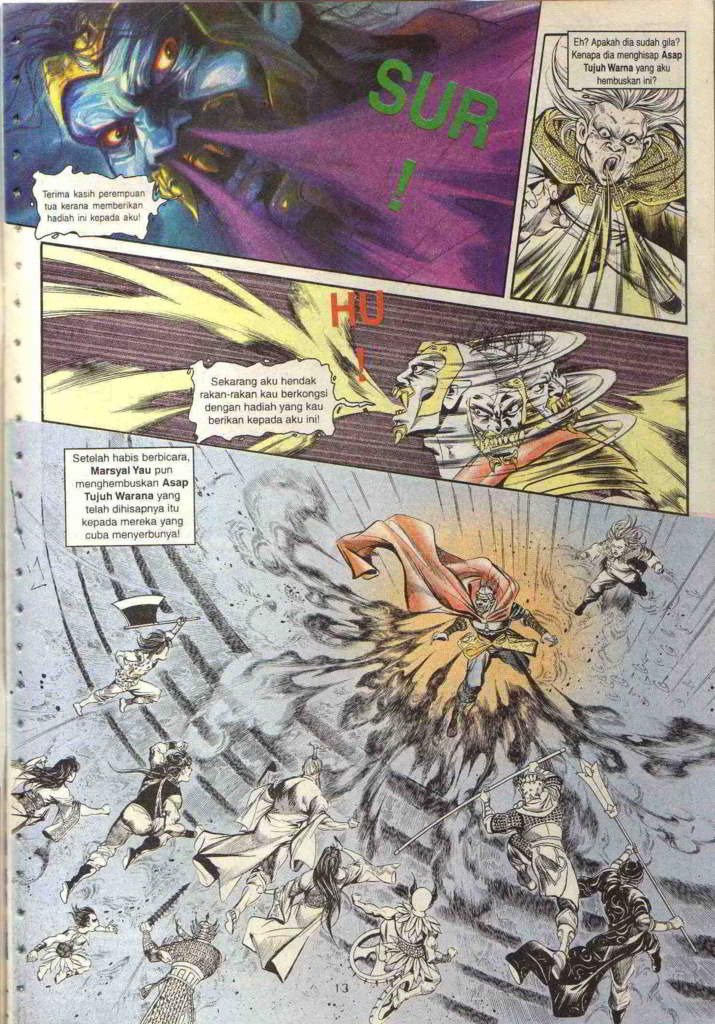 SUR
!
Terima kasih perempuan
tua kerana memberikan
hadiah ini kepada aku!
Eh? Apakah dia sudah gila?
Kenapa dia menghisap Asap
Tujuh Warna yang aku
hembuskan ini?
HU
!
Sekarang aku hendak
rakan-rakan kau berkongsi
dengan hadiah yang kau
berikan kepada aku ini!
Setelah habis berbicara,
Marsyal Yau pun
menghembuskan Asap
Tujuh Warana yang
telah dihisapnya itu
kepada mereka yang
cuba menyerbunya!
13